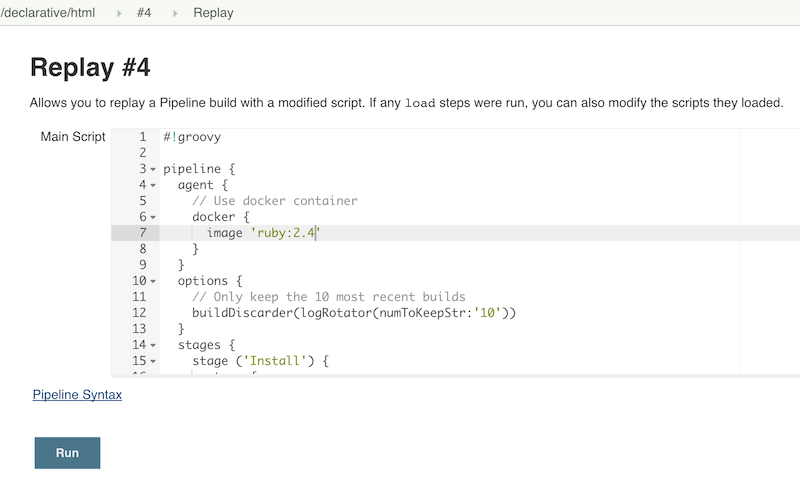 /declarative/html #4 Replay
Replay #4
Allows you to replay a Pipeline build with a modified script. If any load steps were run, you can also modify the scripts they loaded.
Main Script
1 #!groovy
2
3 pipeline {
4 agent {
5 // Use docker container
6 docker {
7 image 'ruby:2.4'
8 }
9 }
10 options {
11 // Only keep the 10 most recent builds
12 buildDiscarder(logRotator(numToKeepStr:'10'))
13 }
14 stages {
15 stage ('Install') {
Pipeline Syntax
Run